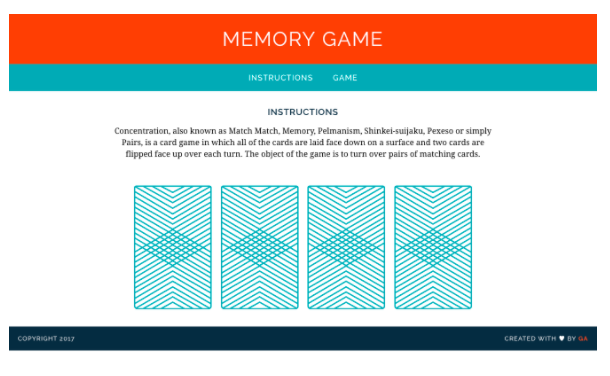 MEMORY GAME
INSTRUCTIONS GAME
INSTRUCTIONS
Concentration, also known as Match Match, Memory, Pelmanism, Shinkei-suijaku, Pexeso or simply
Pairs, is a card game in which all of the cards are laid face down on a surface and two cards are
flipped face up over each turn. The object of the game is to turn over pairs of matching cards.
COPYRIGHT 2017
CREATED WITH ♥ BY GA